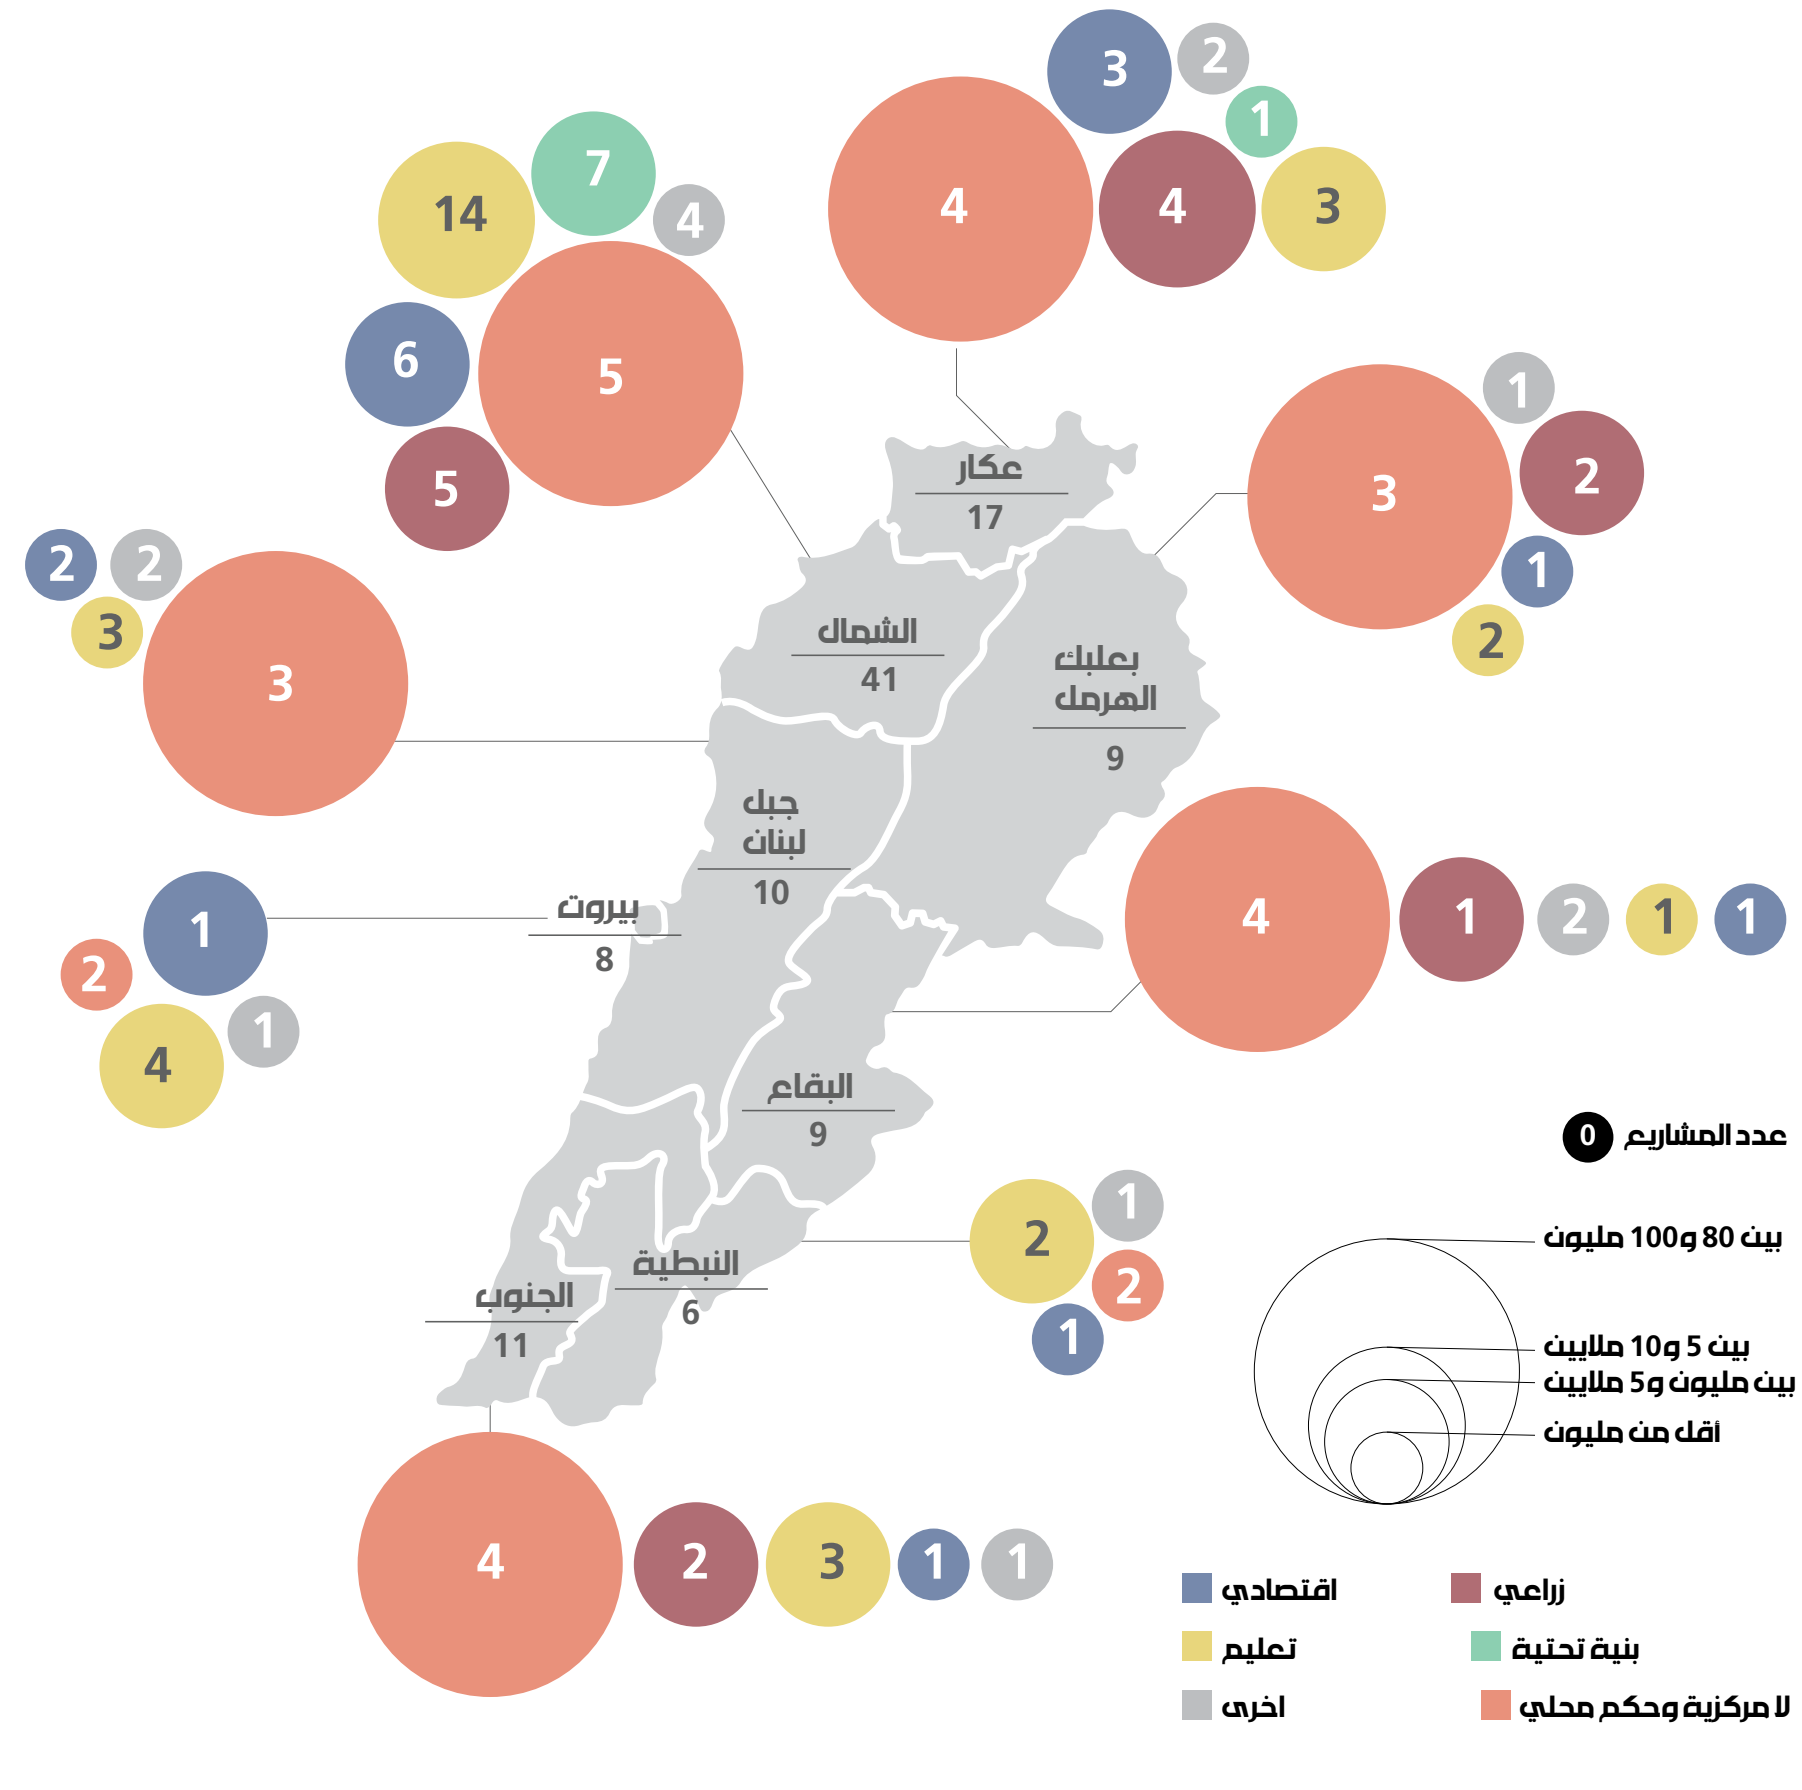 3
2
1
4
4
3
14
7
4
6
5
5
عكار
17
3
1
2
1
2
2
2
3
3
الشمال
41
بعلبك
الهرمل
9
جبل
لبنان
10
بيروت
8
1
2
1
4
4
1
2
1
1
البقاع
9
2
1
2
1
النبطية
6
الجنوب
11
4
2
3
1
1
عدد المشاريع 0
بين 80 و100 مليون
بين 5 و10 ملايين
بين مليون و5 ملايين
أقل من مليون
زراعي
اقتصادي
بنية تحتية
تعليم
لا مركزية وحكم محلي
اخرى